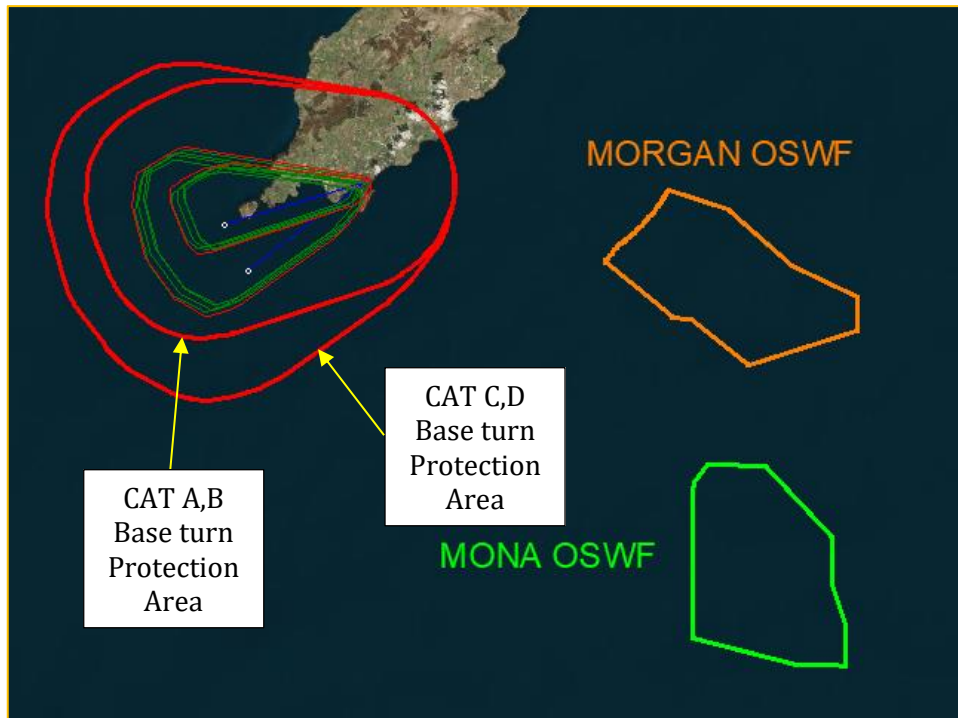 MORGAN OSWF
CAT C,D
Base turn
Protection
Area
CAT A,B
Base turn
Protection
Area
MONA OSWF